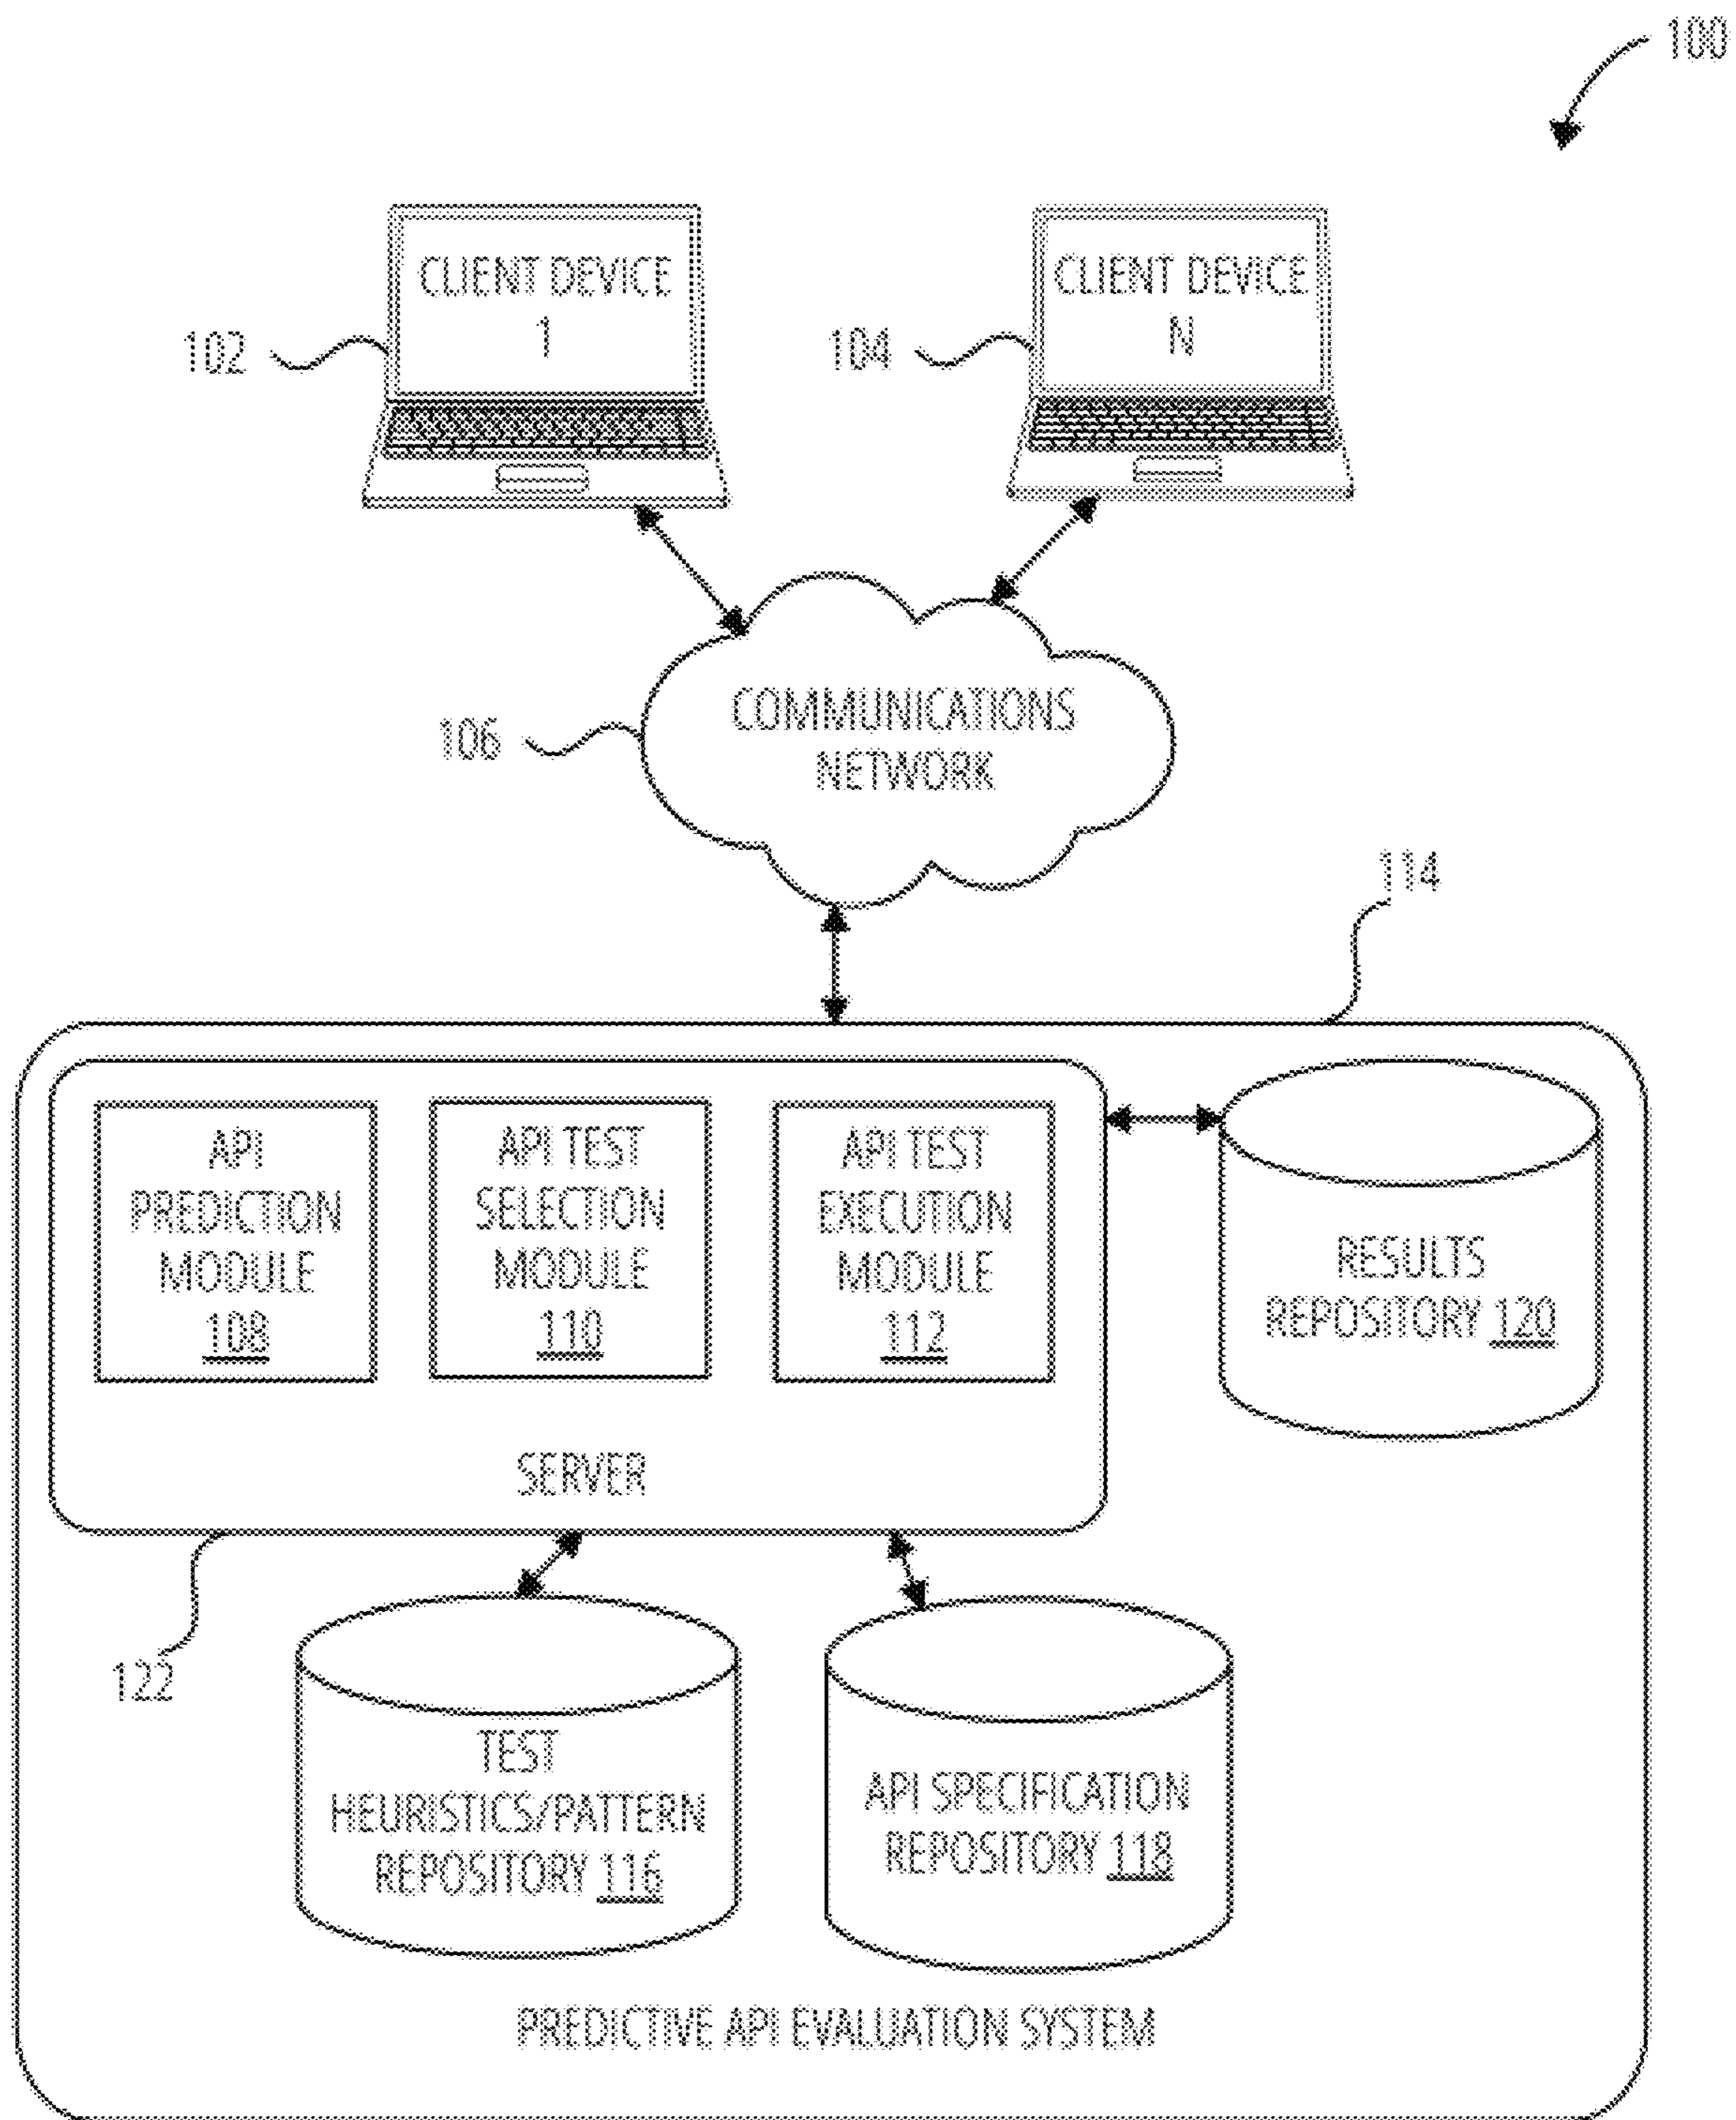 100
CLIENT DEVICE
1
102
CLIENT DEVICE
N
104
COMMUNICATIONS
NETWORK
106
114
API
PREDICTION
MODULE
108
API TEST
SELECTION
MODULE
110
API TEST
EXECUTION
MODULE
112
RESULTS
REPOSITORY 120
SERVER
122
TEST
HEURISTICS/PATTERN
REPOSITORY 116
API SPECIFICATION
REPOSITORY 118
PREDICTIVE API EVALUATION SYSTEM